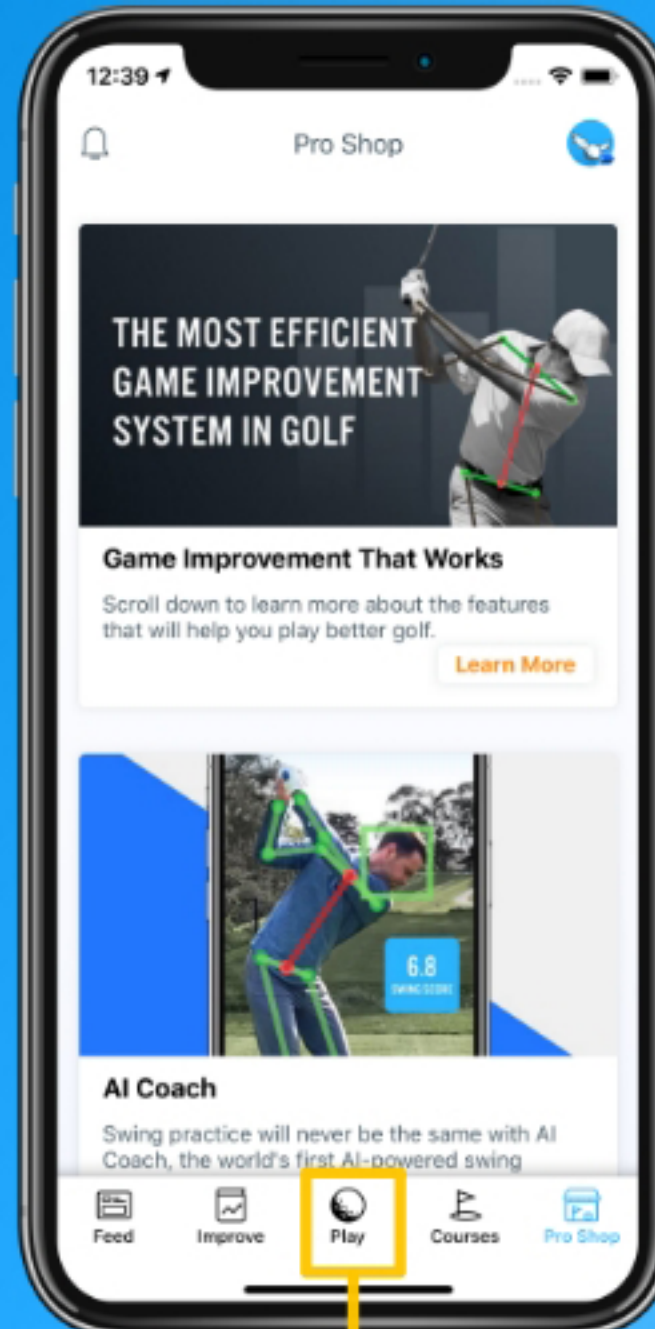 12:39
Pro Shop
THE MOST EFFICIENT
GAME IMPROVEMENT
SYSTEM IN GOLF
Game Improvement That Works
Scroll down to learn more about the features
that will help you play better golf.
Learn More
6.8
SWING SCORE
AI Coach
Swing practice will never be the same with AI
Coach, the world's first AI-powered swing
Feed Improve Play Courses Pro Shop